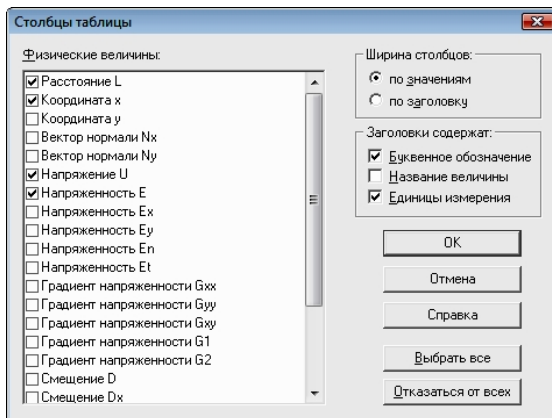 Столбцы таблицы
Физические величины:
Расстояние L
Координата x
Координата y
Вектор нормали Nx
Вектор нормали Ny
Напряжение U
Напряженность E
Напряженность Ex
Напряженность Ey
Напряженность En
Напряженность Et
Градиент напряженности Gxx
Градиент напряженности Gyy
Градиент напряженности Gxy
Градиент напряженности G1
Градиент напряженности G2
Смещение D
Смещение Dx
Ширина столбцов:
по значениям
по заголовку
Заголовки содержат:
Буквенное обозначение
Название величины
Единицы измерения
OK
Отмена
Справка
Выбрать все
Отказаться от всех